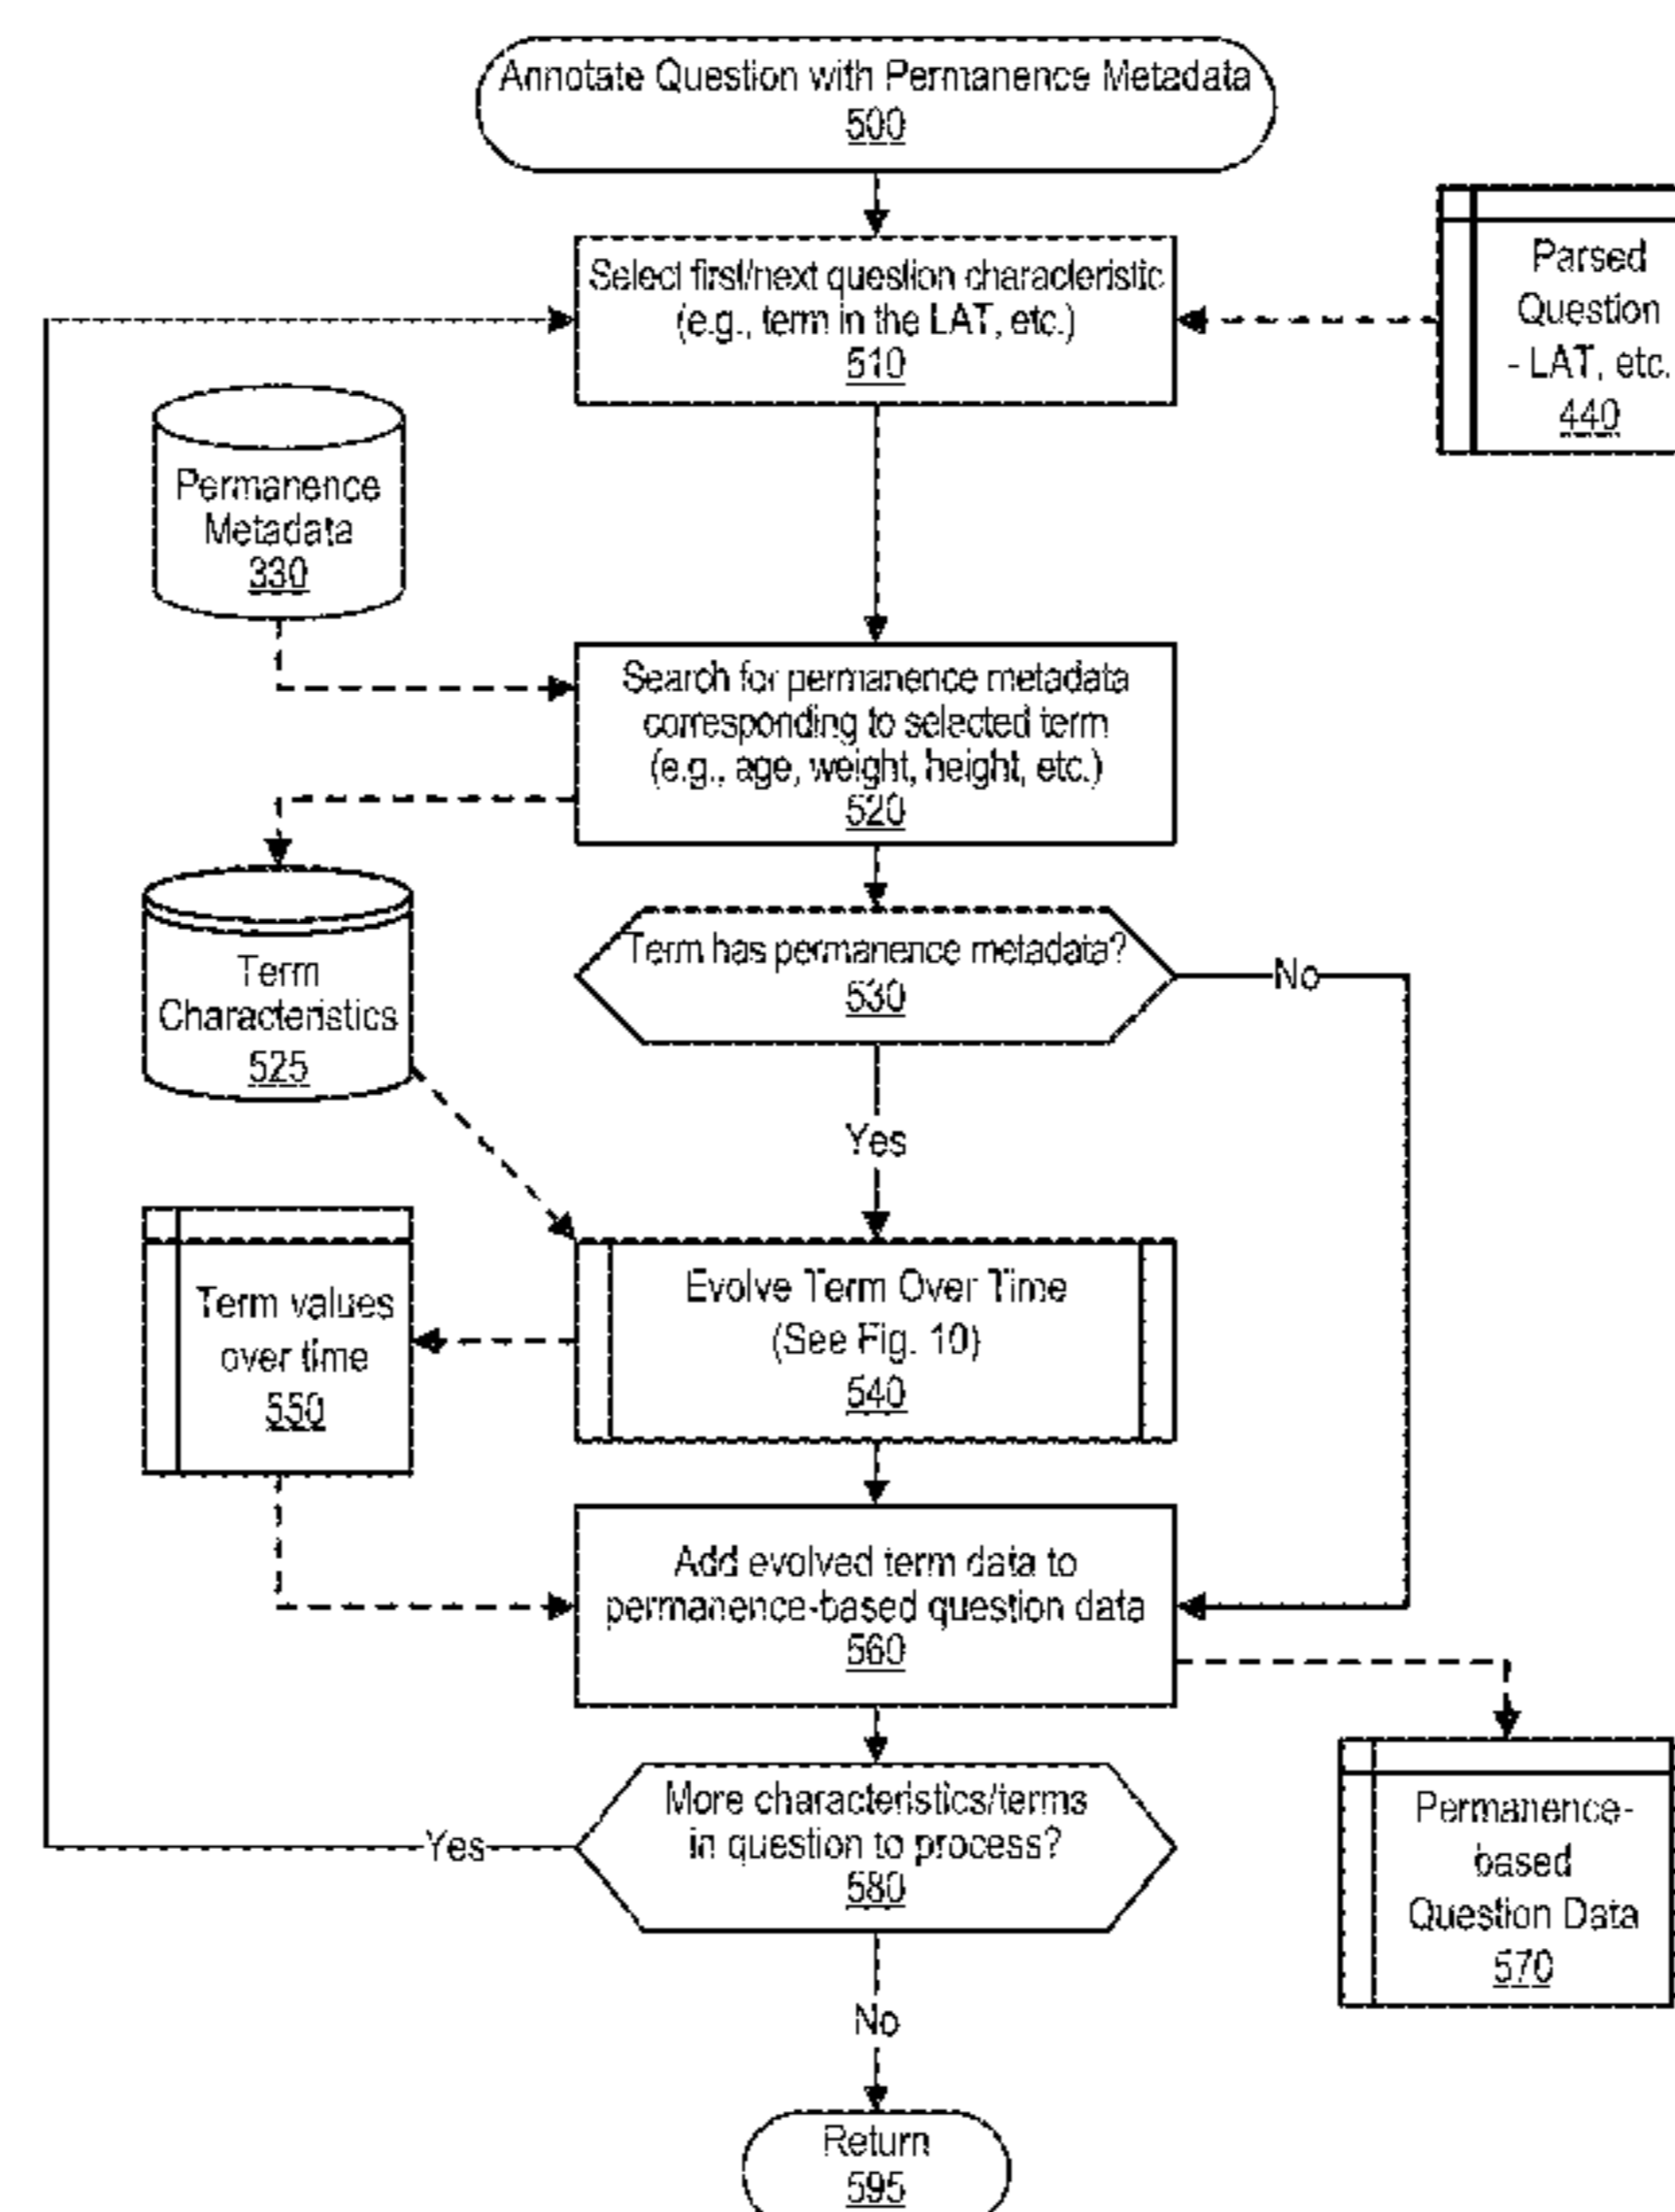 Annotate Question with Permanence Metadata
500
Select first/next question characteristic
(e.g., term in the LAT, etc.)
510
Parsed
Question
- LAT, etc.
440
Permanence
Metadata
330
Search for permanence metadata
corresponding to selected term
(e.g., age, weight, height, etc.)
520
Term
Characteristics
525
Term has permanence metadata?
530
No
Yes
Evolve Term Over Time
(See Fig. 10)
540
Term values
over time
550
Add evolved term data to
permanence-based question data
560
More characteristics/terms
in question to process?
580
Yes
Permanence-
based
Question Data
570
No
Return
595